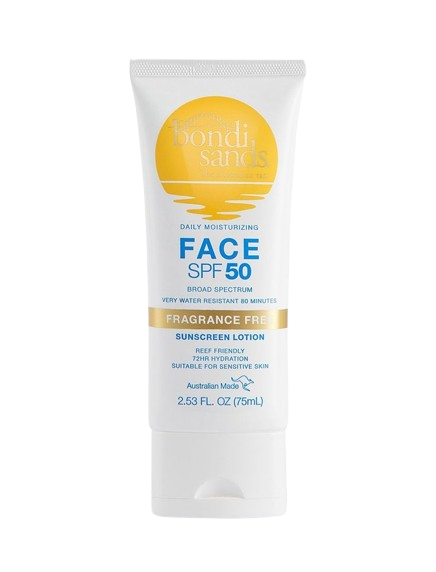 bondi
sands
DAILY MOISTURIZING
FACE
SPF 50
BROAD SPECTRUM
VERY WATER RESISTANT 80 MINUTES
FRAGRANCE FREE
SUNSCREEN LOTION
REEF FRIENDLY
72HR HYDRATION
SUITABLE FOR SENSITIVE SKIN
Australian Made
2.53 FL. OZ (75mL)